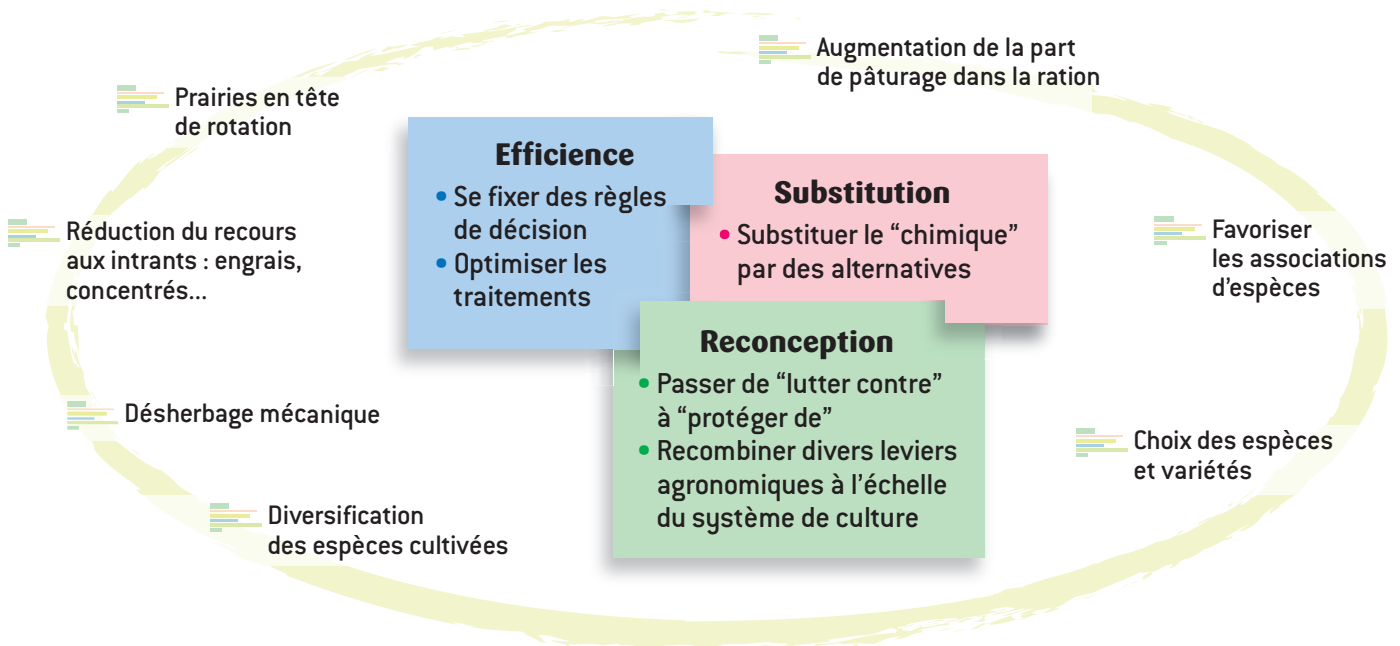 Augmentation de la part
de pâturage dans la ration
Prairies en tête
de rotation
Efficience
• Se fixer des règles
de décision
• Optimiser les
traitements
Substitution
• Substituer le “chimique”
par des alternatives
Réduction du recours
aux intrants : engrais,
concentrés...
Favoriser
les associations
d’espèces
Reconception
• Passer de “lutter contre”
à “protéger de”
• Recombiner divers leviers
agronomiques à l’échelle
du système de culture
Désherbage mécanique
Choix des espèces
et variétés
Diversification
des espèces cultivées